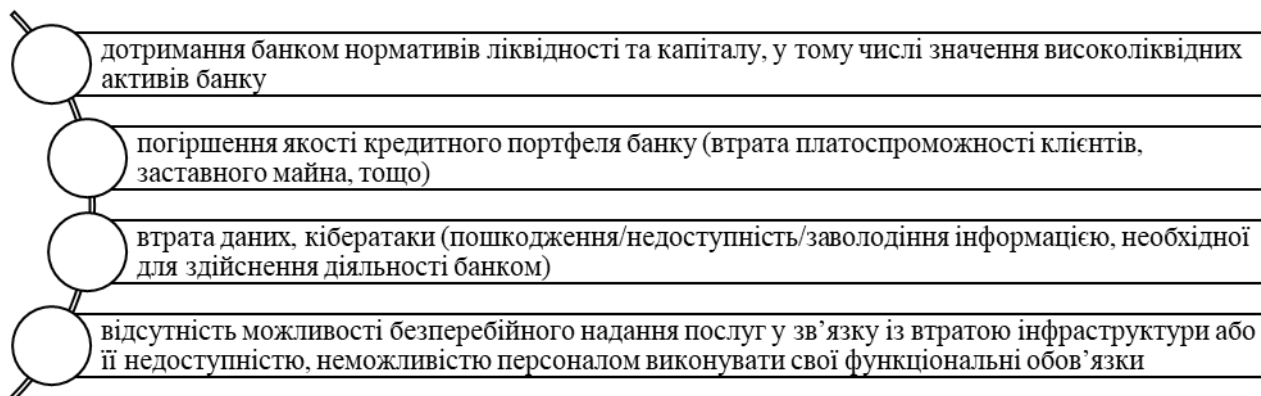 дотримання банком нормативів ліквідності та капіталу, у тому числі значення високоліквідних
активів банку
погіршення якості кредитного портфеля банку (втрата платоспроможності клієнтів,
заставного майна, тощо)
втрата даних, кібератаки (пошкодження/недоступність/заволодіння інформацією, необхідної
для здійснення діяльності банком)
відсутність можливості безперебійного надання послуг у зв’язку із втратою інфраструктури або
її недоступністю, неможливістю персоналом виконувати свої функціональні обов’язки